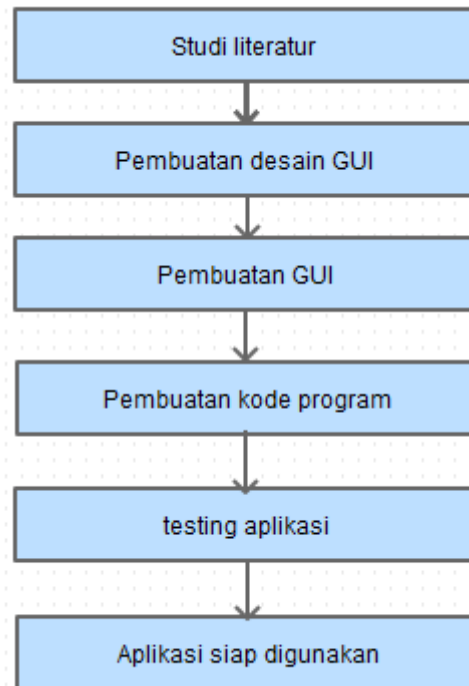 Studi literatur
Pembuatan desain GUI
Pembuatan GUI
Pembuatan kode program
testing aplikasi
Aplikasi siap digunakan